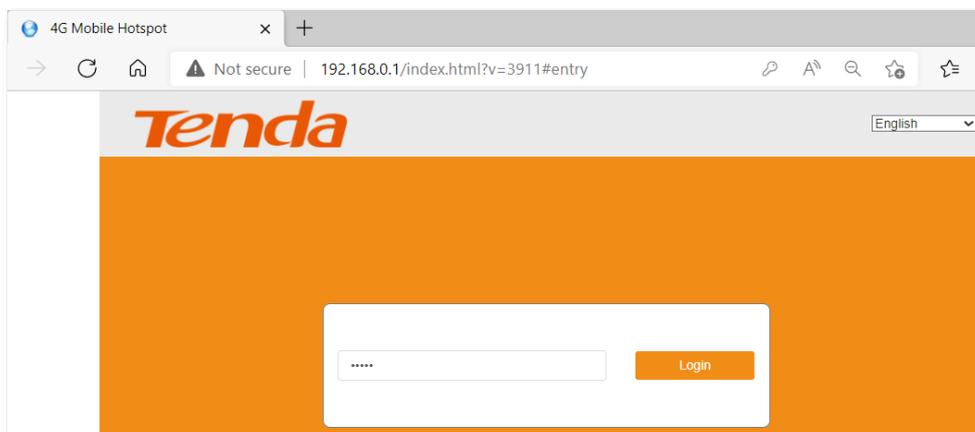 4G Mobile Hotspot
Not secure | 192.168.0.1/index.html?v=3911#entry
Tenda
English
•••••
Login